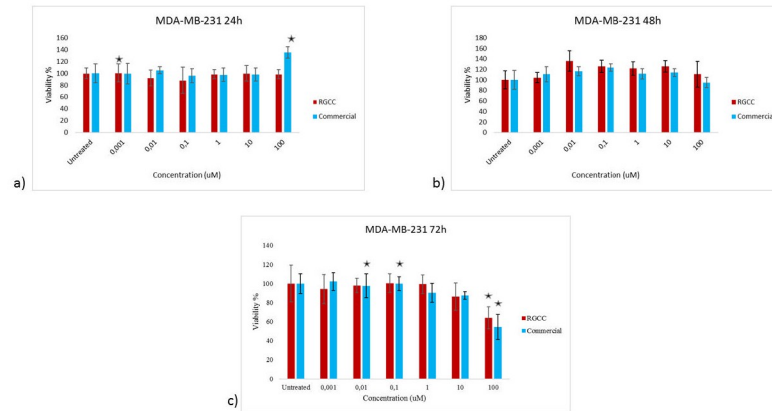 MDA-MB-231 24h
Viability %
160
140
120
100
80
60
40
20
0
Untreated
0,001
0,01
0,1
1
10
100
Concentration (uM)
RGCC
Commercial
a)
MDA-MB-231 48h
Viability %
200
180
160
140
120
100
80
60
40
20
0
Untreated
0,001
0,01
0,1
1
10
100
Concentration (uM)
RGCC
Commercial
b)
MDA-MB-231 72h
Viability %
140
120
100
80
60
40
20
0
Untreated 0,001 0,01 0,1 1 10 100
Concentration (uM)
RGCC
Commercial
c)